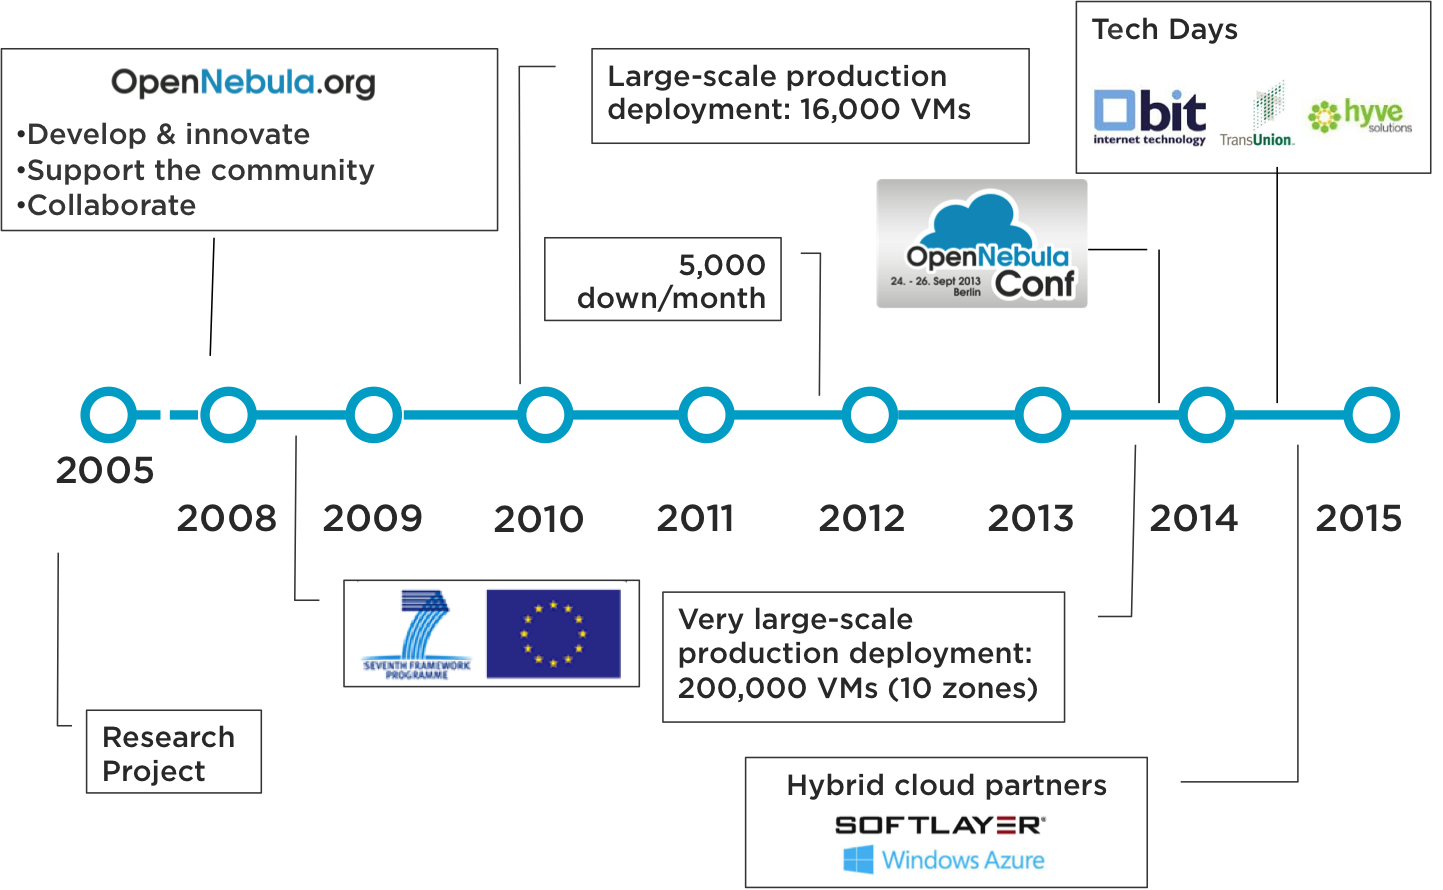 Tech Days
bit
internet technology
TransUnion.
hyve
solutions
OpenNebula.org
•Develop & innovate
•Support the community
•Collaborate
Large-scale production
deployment: 16,000 VMs
5,000
down/month
OpenNebula
24. - 26. Sept 2013
Berlin
Conf
2005
2008
2009
2010
2011
2012
2013
2014
2015
SEVENTH FRAMEWORK
PROGRAMME
Very large-scale
production deployment:
200,000 VMs (10 zones)
Research
Project
Hybrid cloud partners
SOFTLAYER®
Windows Azure